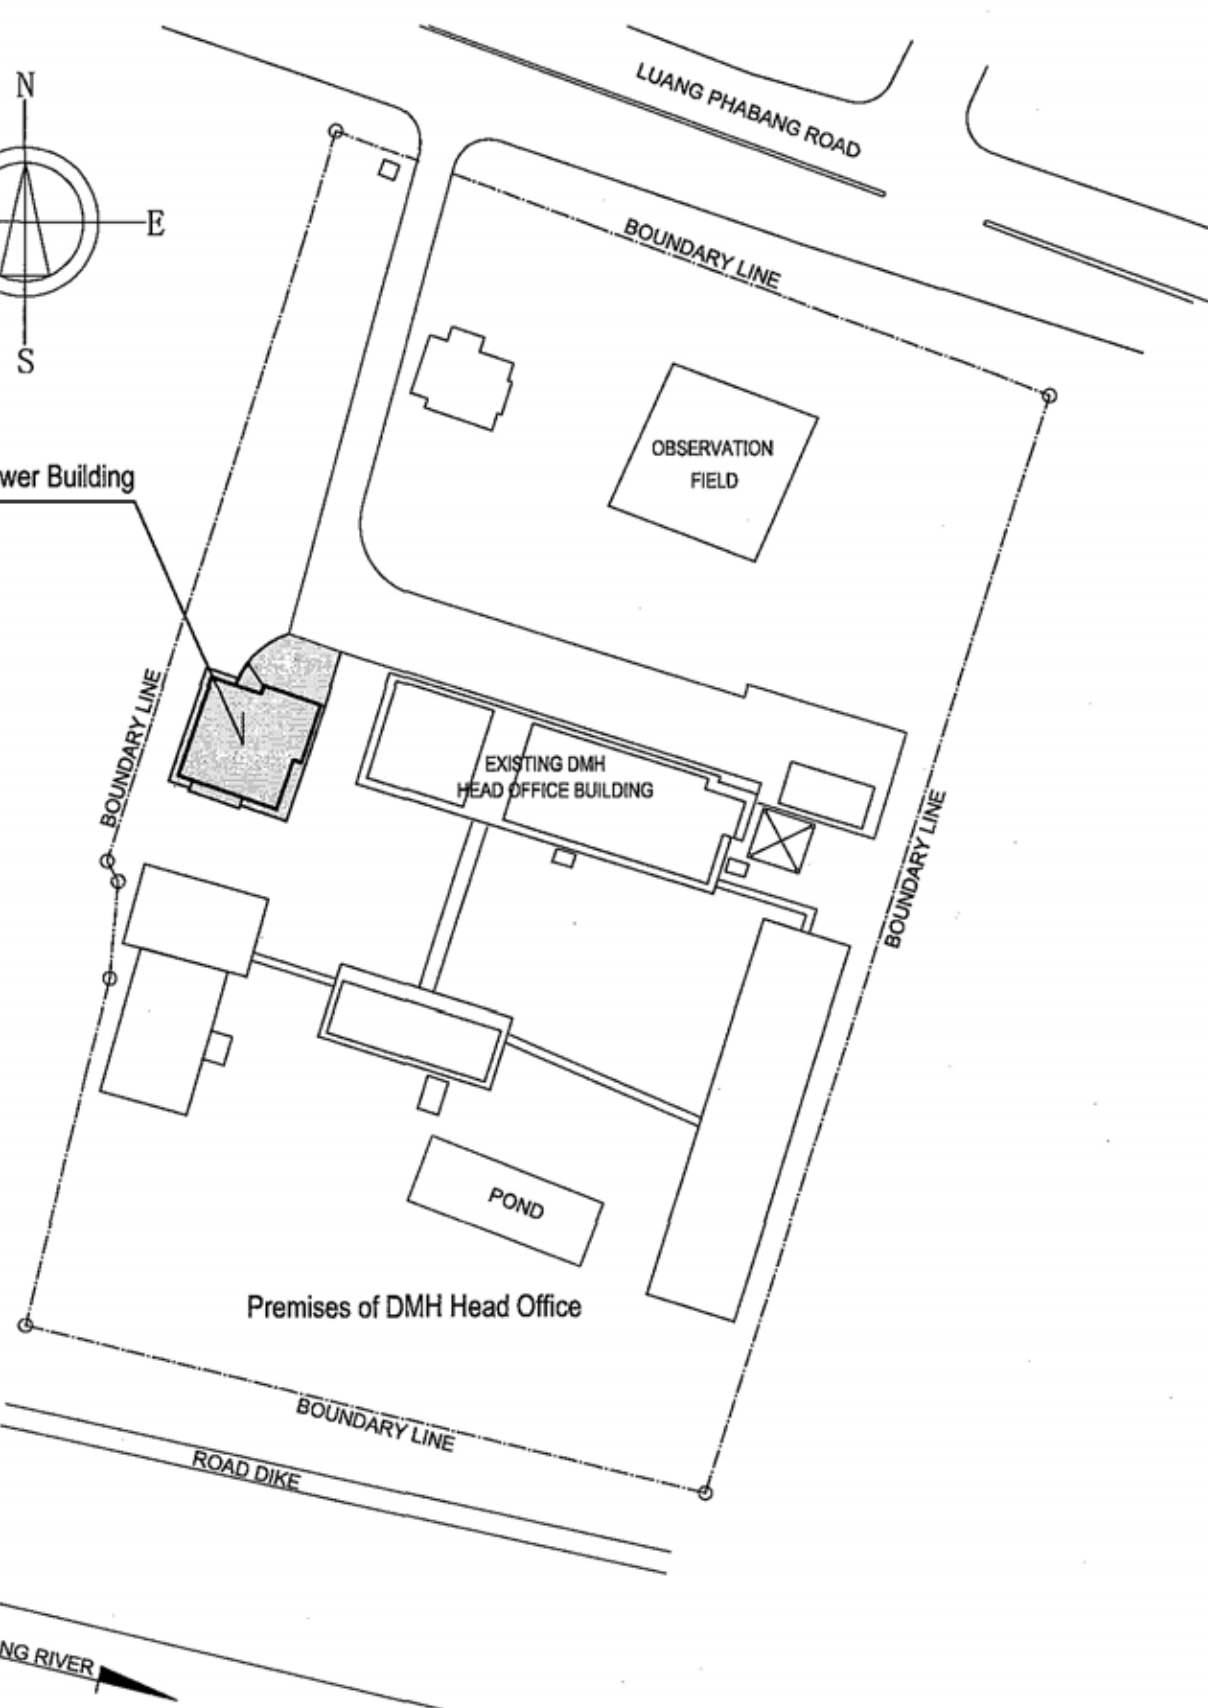 N
LUANG PHABANG ROAD
E
BOUNDARY LINE
S
OBSERVATION
FIELD
wer Building
BOUNDARY LINE
EXISTING DMH
HEAD OFFICE BUILDING
BOUNDARY LINE
POND
Premises of DMH Head Office
BOUNDARY LINE
ROAD DIKE
NG RIVER